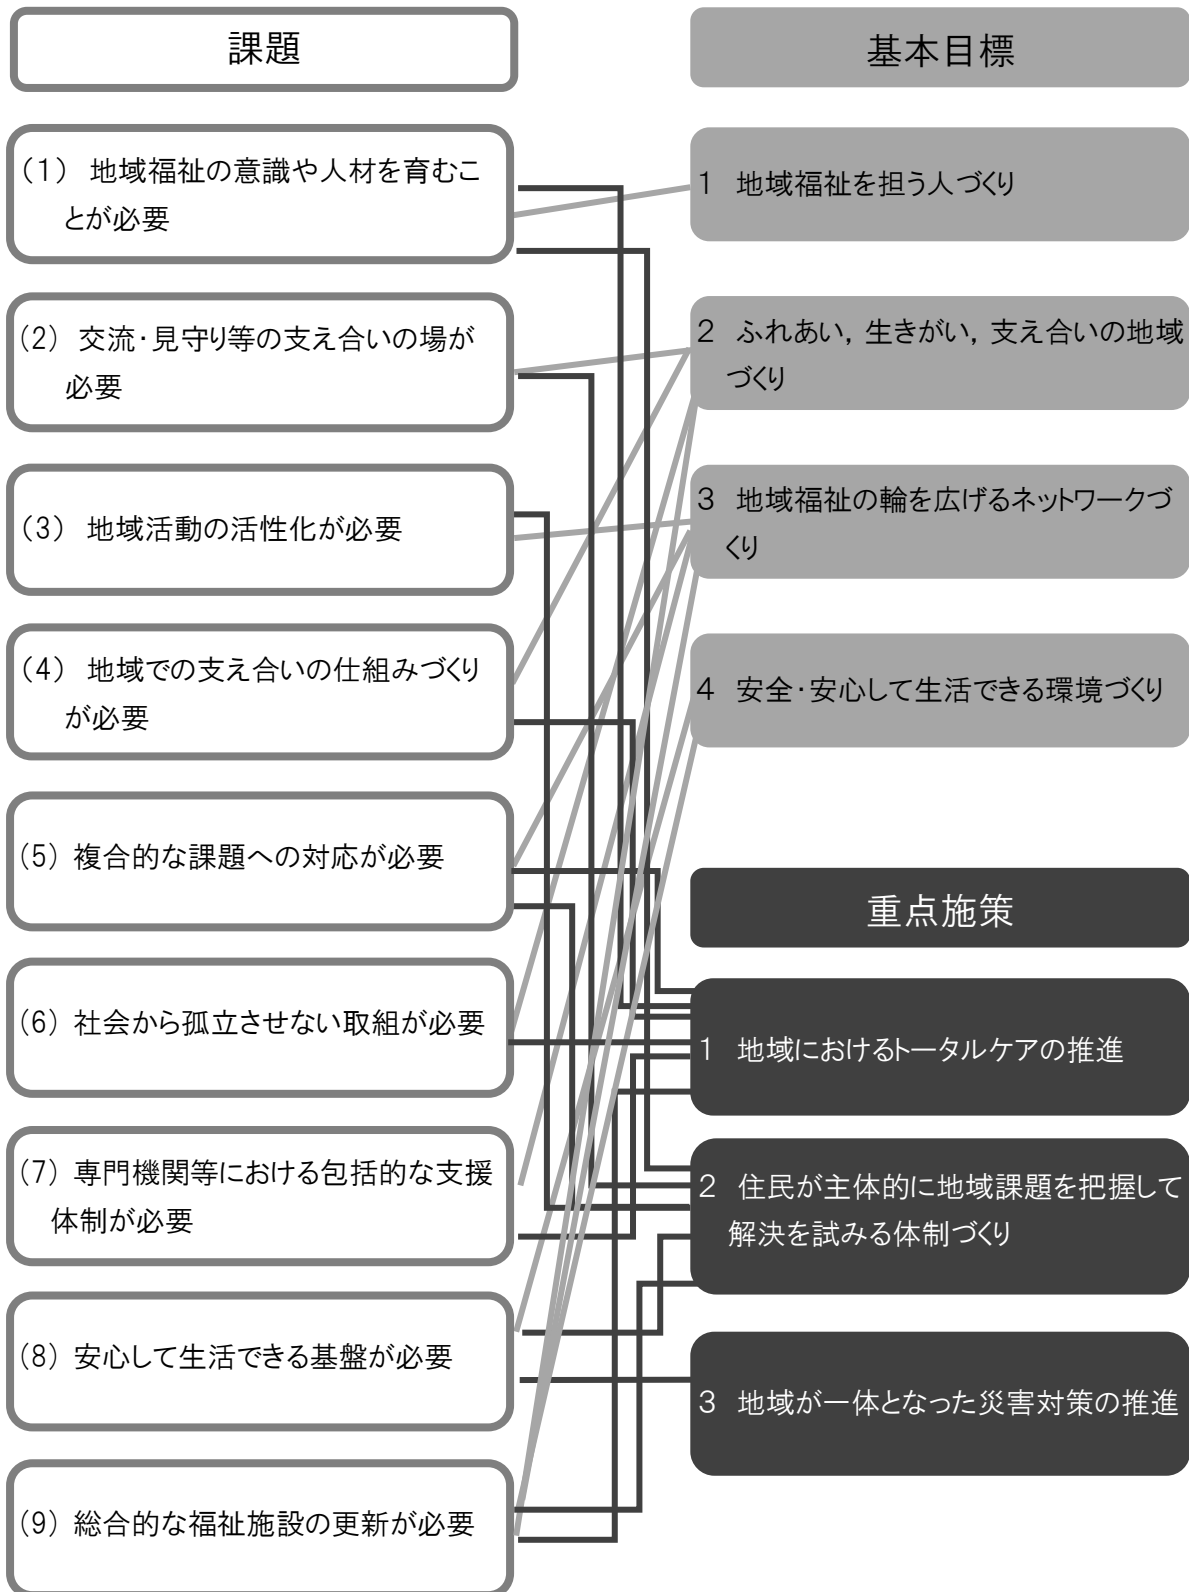 課題
(1) 地域福祉の意識や人材を育むこ
とが必要
(2) 交流・見守り等の支え合いの場が
必要
(3) 地域活動の活性化が必要
(4) 地域での支え合いの仕組みづくり
が必要
(5) 複合的な課題への対応が必要
(6) 社会から孤立させない取組が必要
(7) 専門機関等における包括的な支援
体制が必要
(8) 安心して生活できる基盤が必要
(9) 総合的な福祉施設の更新が必要
基本目標
1 地域福祉を担う人づくり
2 ふれあい，生きがい，支え合いの地域
づくり
3 地域福祉の輪を広げるネットワークづ
くり
4 安全・安心して生活できる環境づくり
重点施策
1 地域におけるトータルケアの推進
2 住民が主体的に地域課題を把握して
解決を試みる体制づくり
3 地域が一体となった災害対策の推進